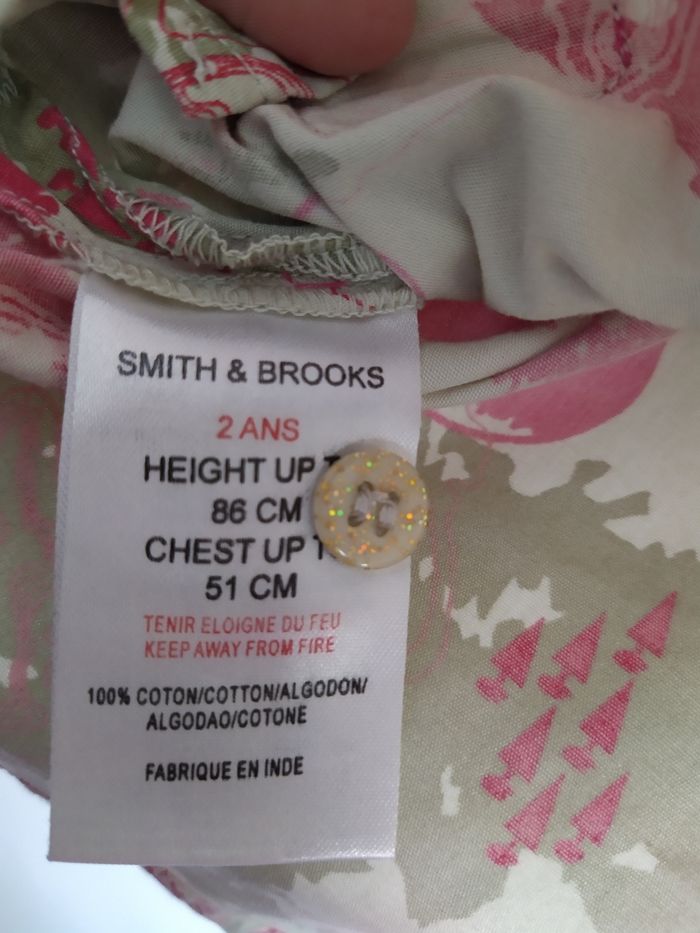 SMITH & BROOKS
2 ANS
HEIGHT UP T
86 CM
CHEST UP T
51 CM
TENIR ELOIGNE DU FEU
KEEP AWAY FROM FIRE
100% COTON/COTTON/ALGODON/
ALGODAO/COTONE
FABRIQUE EN INDE